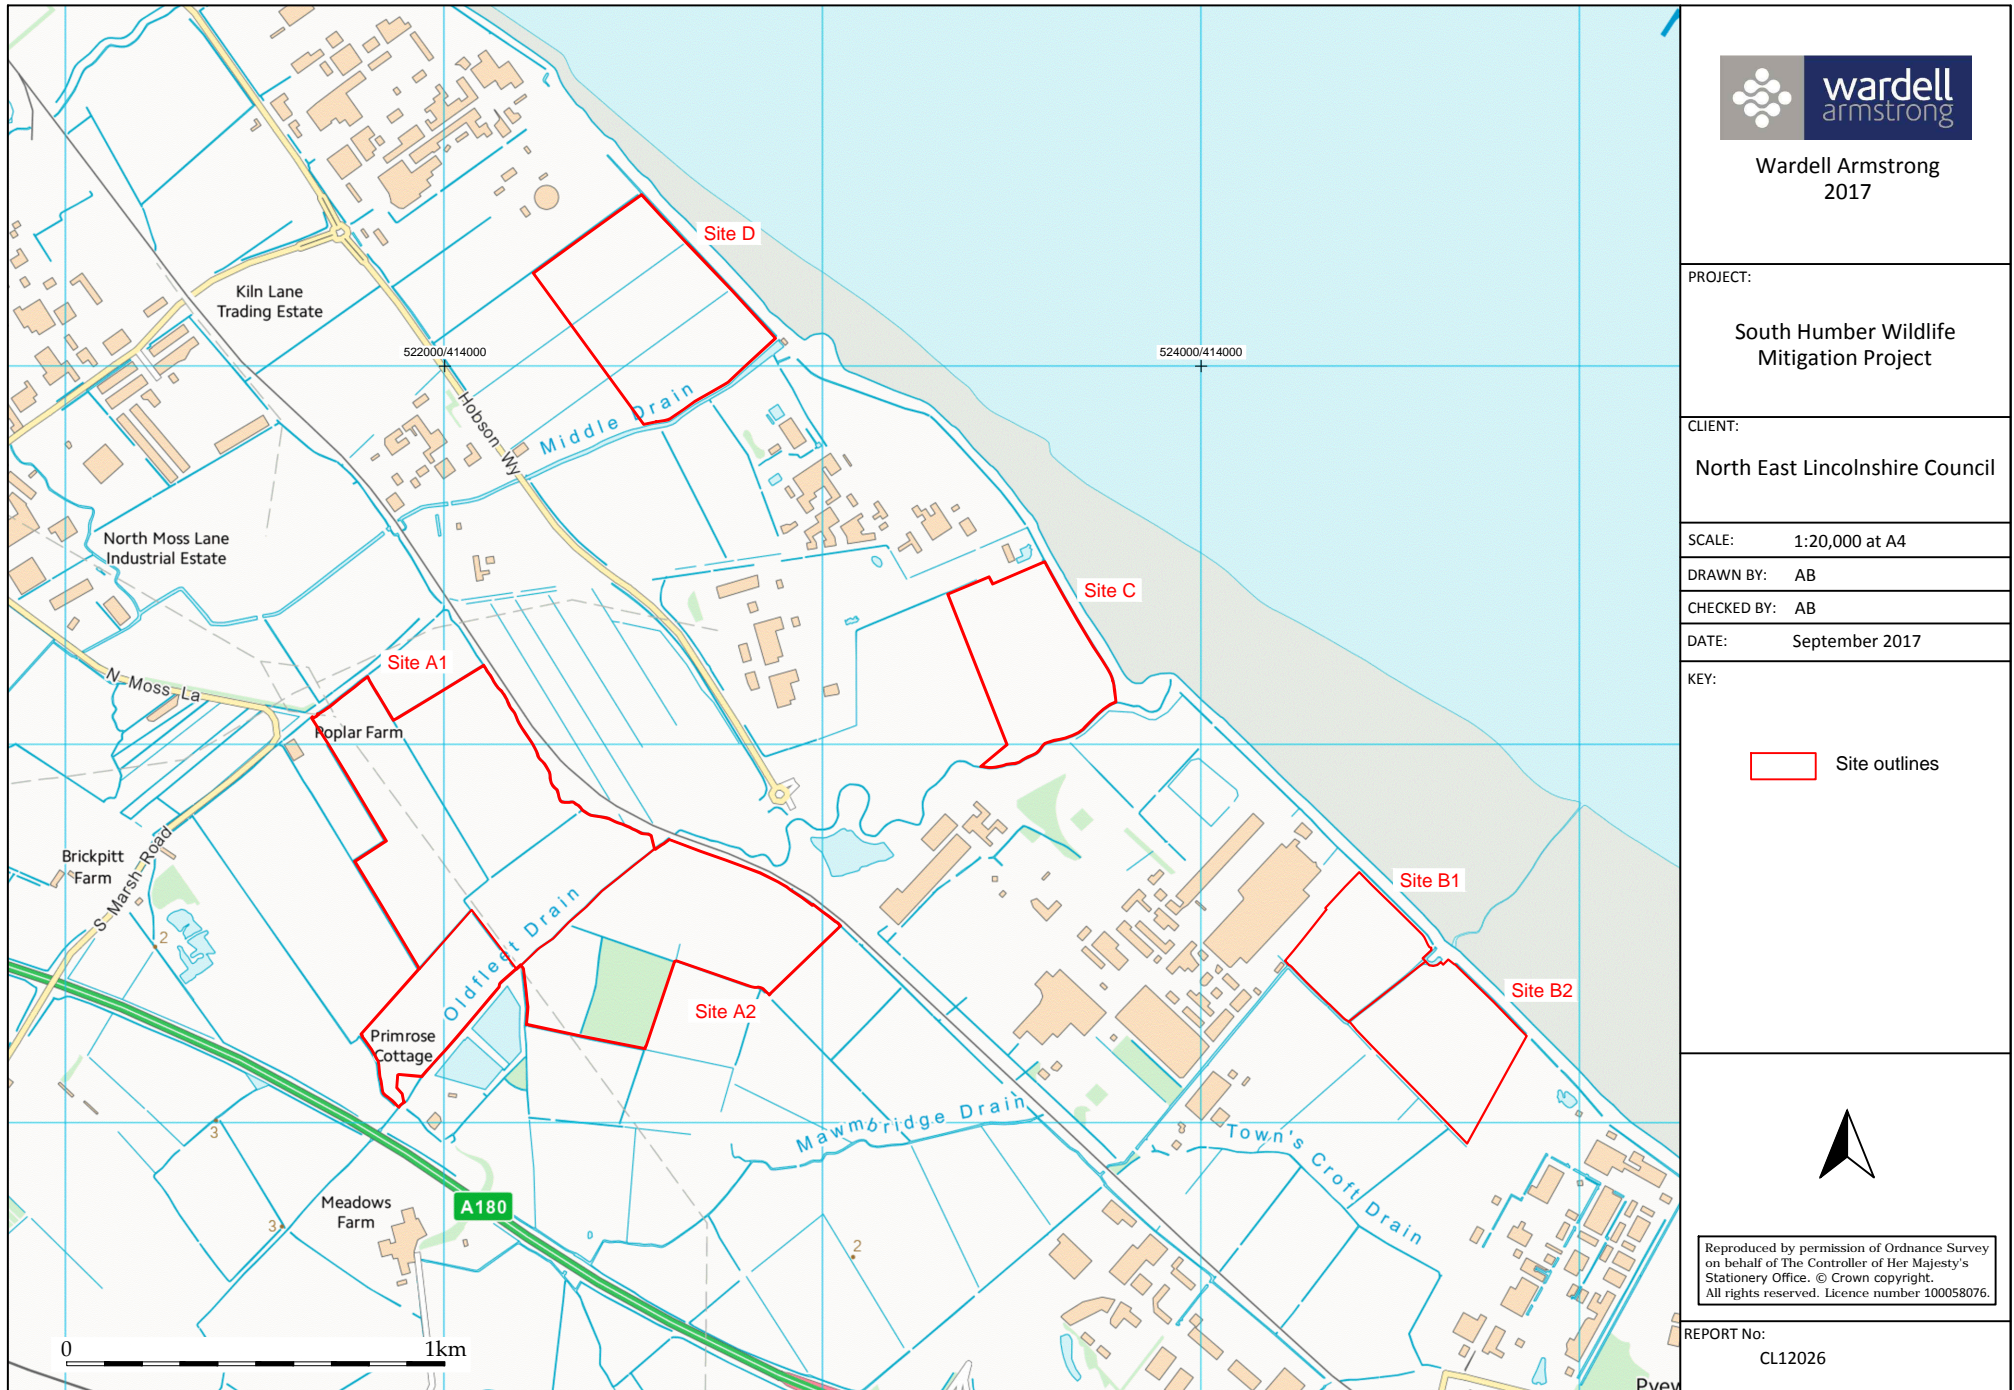 Site D
Kiln Lane
Trading Estate
522000/414000
524000/414000
Hobson Wy
Middle Drain
North Moss Lane
Industrial Estate
Site C
Site A1
N Moss La
Poplar Farm
Brickpitt
Farm
S Marsh Road
2
Oldfleet Drain
Site B1
Site B2
Site A2
Primrose
Cottage
3
Mawmbridge Drain
Town's Croft Drain
Meadows
Farm
3
A180
2
0
1km
Pyew
wardell
armstrong
Wardell Armstrong
2017
PROJECT:
South Humber Wildlife
Mitigation Project
CLIENT:
North East Lincolnshire Council
SCALE: 1:20,000 at A4
DRAWN BY: AB
CHECKED BY: AB
DATE: September 2017
KEY:
Site outlines
Reproduced by permission of Ordnance Survey
on behalf of The Controller of Her Majesty's
Stationery Office. © Crown copyright.
All rights reserved. Licence number 100058076.
REPORT No:
CL12026